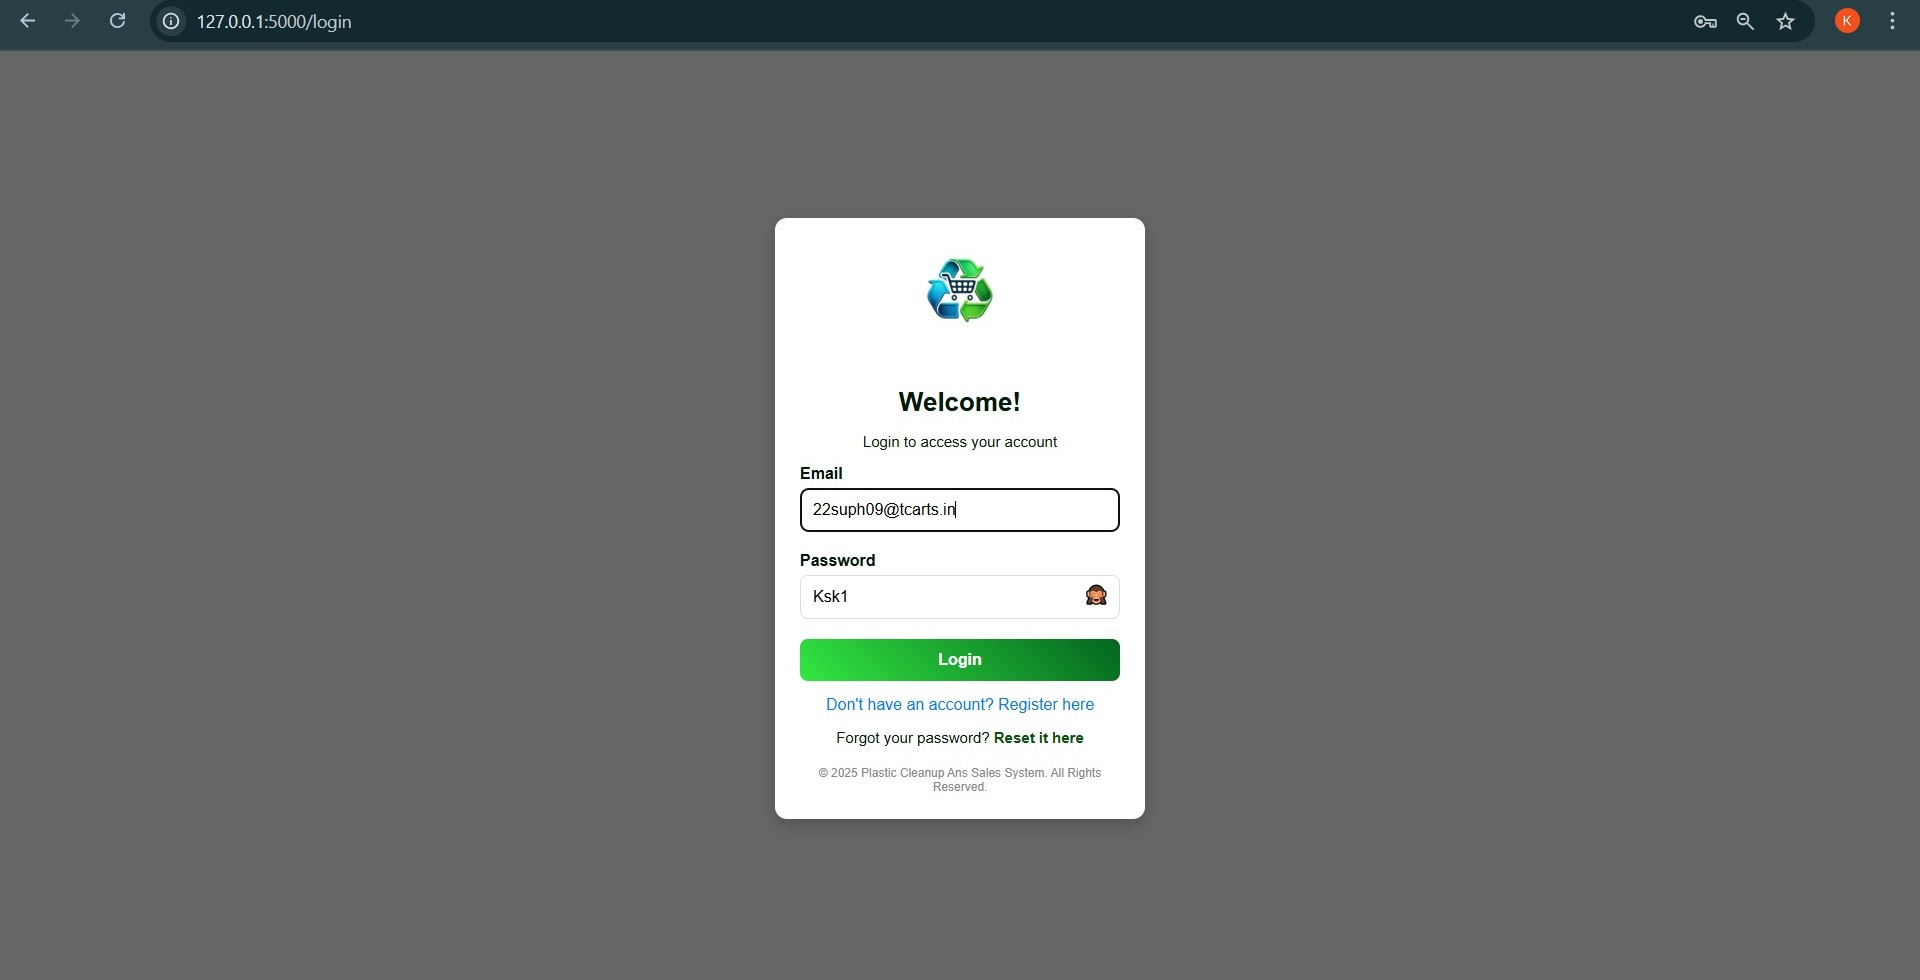 127.0.0.1:5000/login
K
Welcome!
Login to access your account
Email
22suph09@tcarts.in
Password
Ksk1
Login
Don't have an account? Register here
Forgot your password? Reset it here
© 2025 Plastic Cleanup Ans Sales System. All Rights
Reserved.